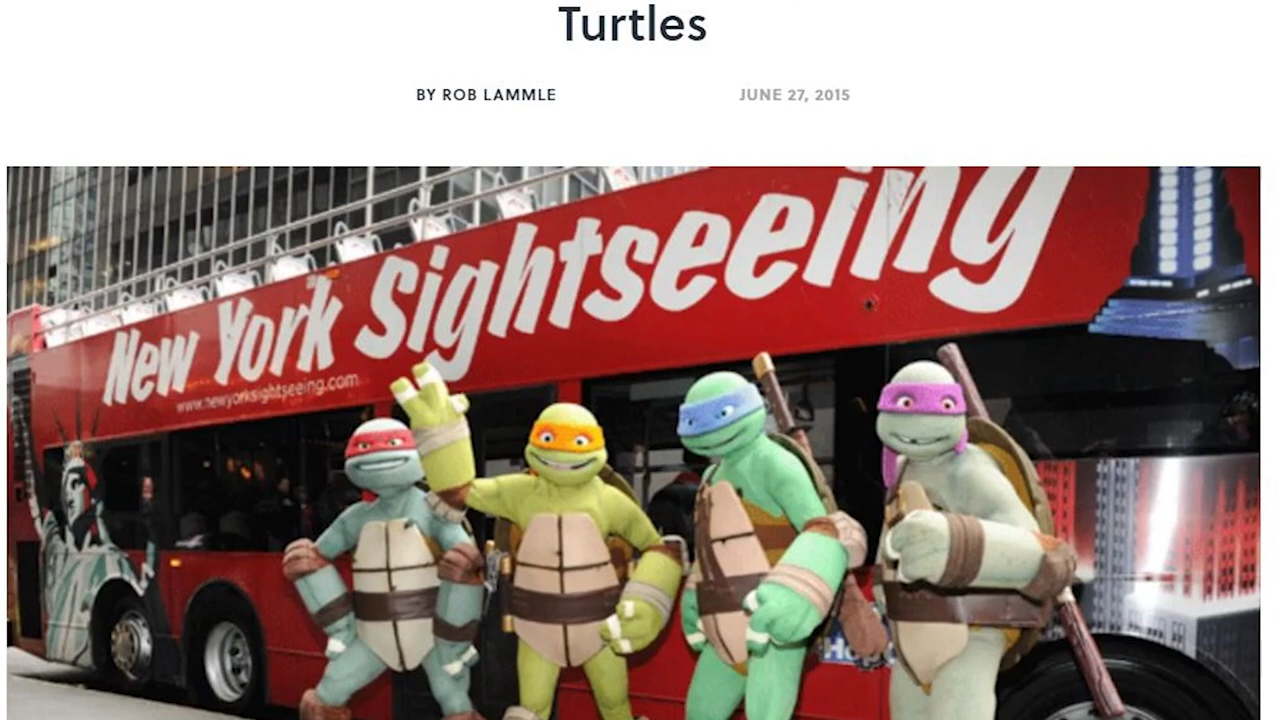 Turtles
BY ROB LAMMLE
JUNE 27, 2015
New York Sightseeing
www.newyorksightseeing.com